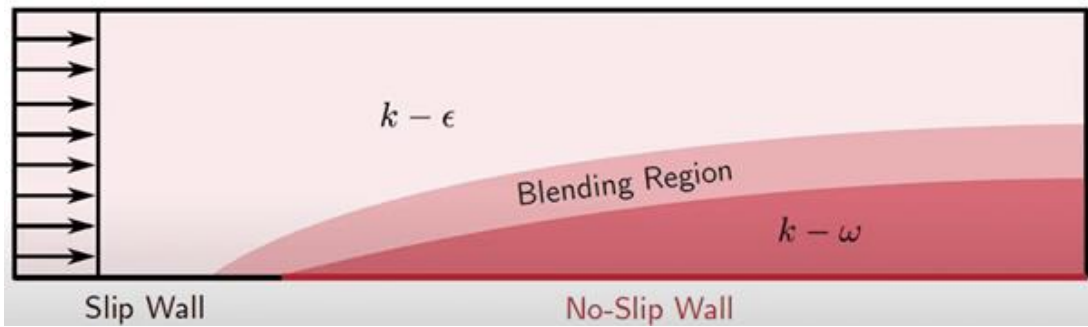 k − ϵ
Blending Region
k − ω
Slip Wall
No-Slip Wall